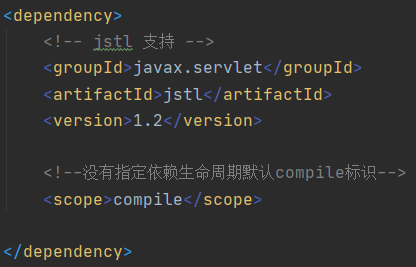 <dependency>
<!-- jstl 支持 -->
<groupId>javax.servlet</groupId>
<artifactId>jstl</artifactId>
<version>1.2</version>
<!--没有指定依赖生命周期默认compile标识-->
<scope>compile</scope>
</dependency>